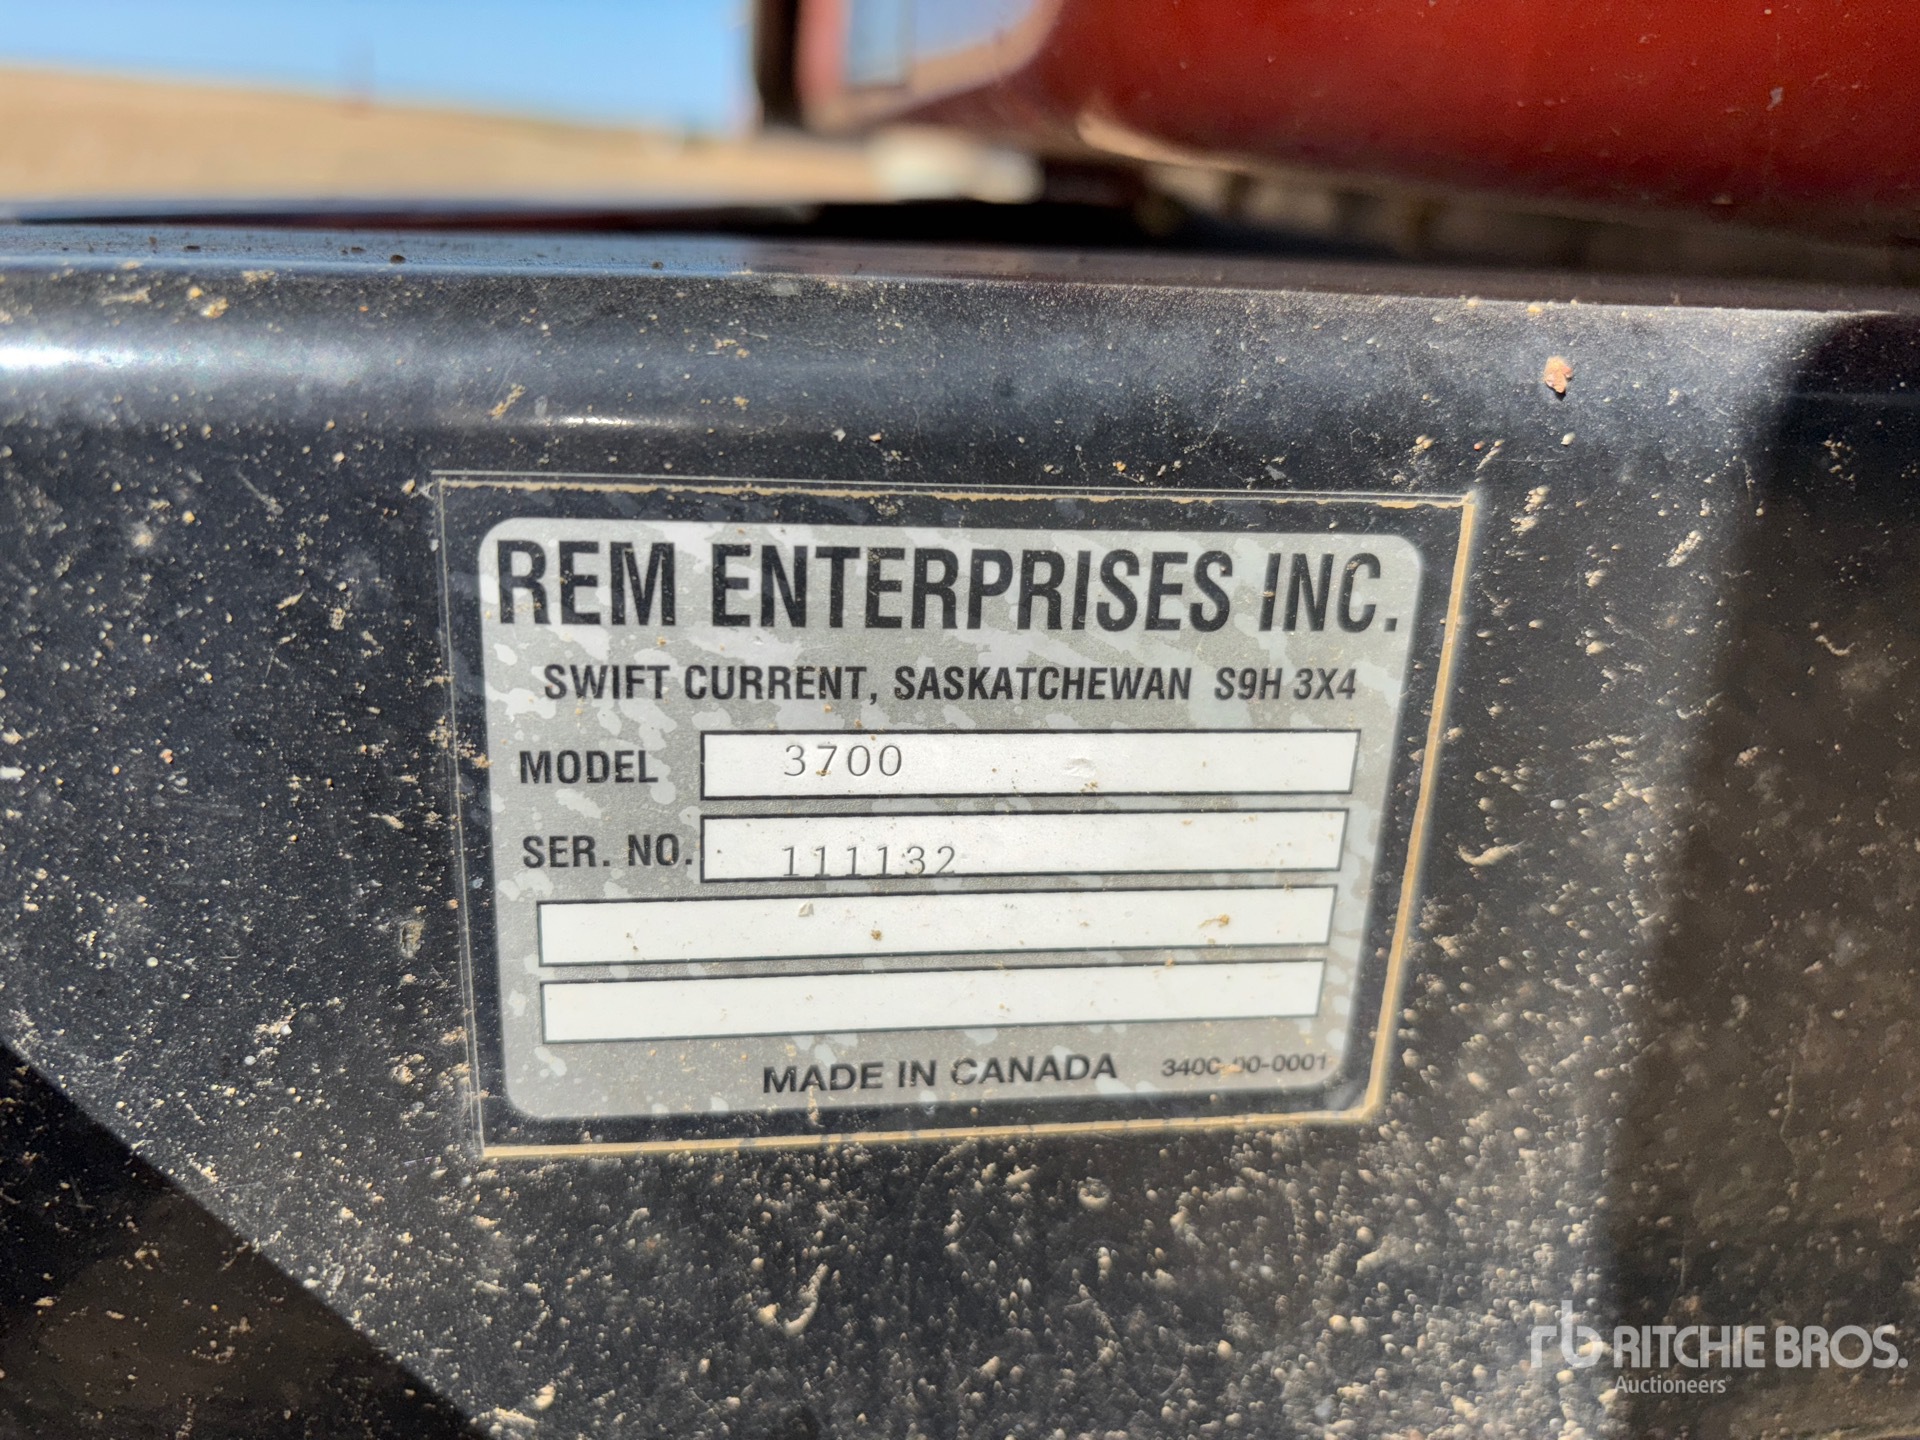 REM ENTERPRISES INC.
SWIFT CURRENT, SASKATCHEWAN S9H 3X4
MODEL 3700
SER. NO. 111132
MADE IN CANADA
rb RITCHIE BROS.
Auctioneers